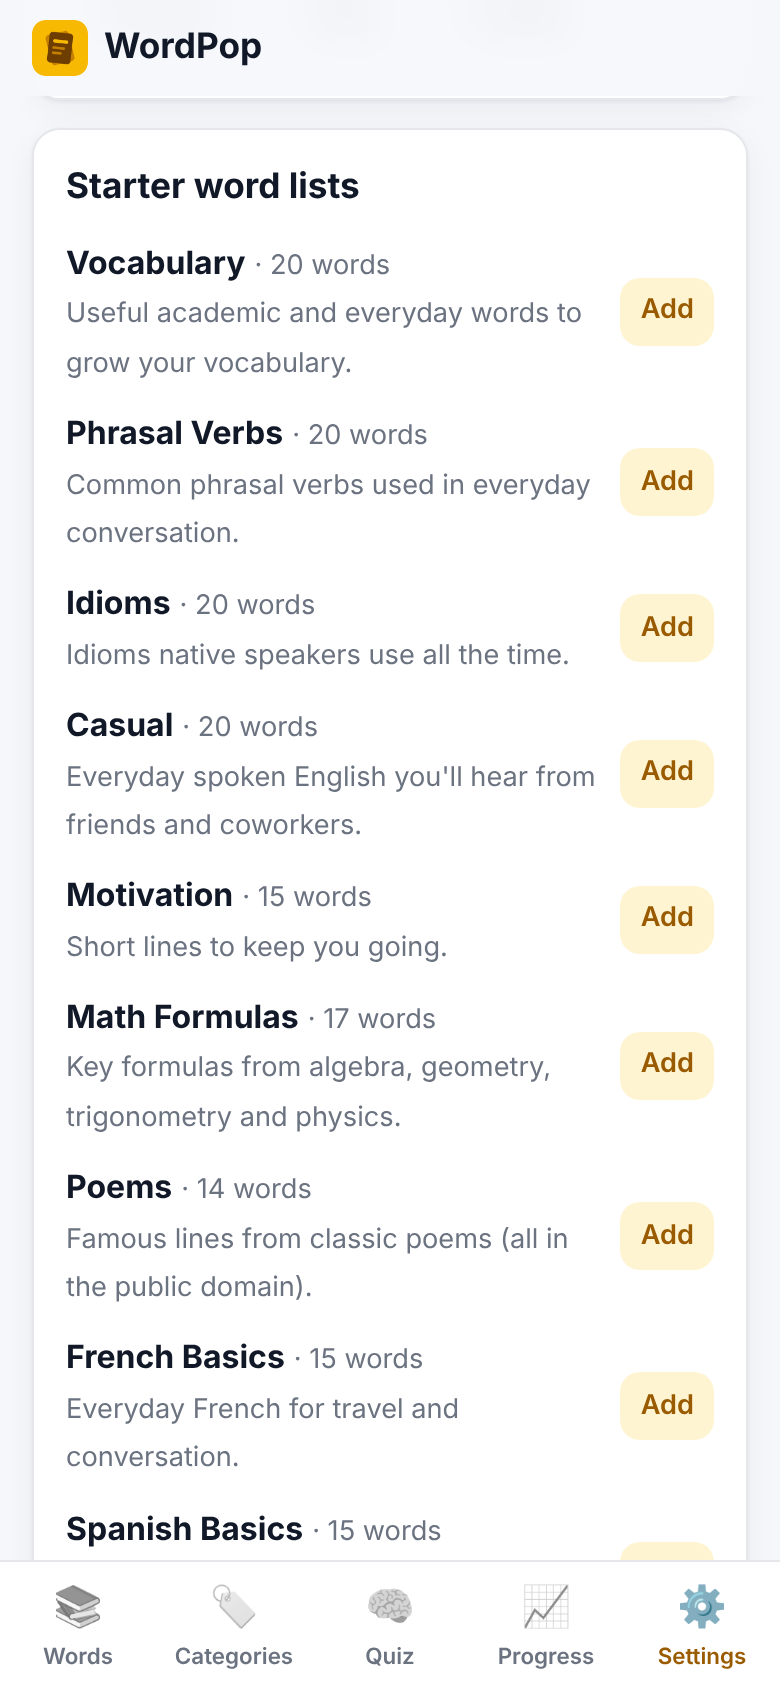 WordPop
Starter word lists
Vocabulary · 20 words
Useful academic and everyday words to
grow your vocabulary.
Add
Phrasal Verbs · 20 words
Common phrasal verbs used in everyday
conversation.
Add
Idioms · 20 words
Idioms native speakers use all the time.
Add
Casual · 20 words
Everyday spoken English you'll hear from
friends and coworkers.
Add
Motivation · 15 words
Short lines to keep you going.
Add
Math Formulas · 17 words
Key formulas from algebra, geometry,
trigonometry and physics.
Add
Poems · 14 words
Famous lines from classic poems (all in
the public domain).
Add
French Basics · 15 words
Everyday French for travel and
conversation.
Add
Spanish Basics · 15 words
Words
Categories
Quiz
Progress
Settings